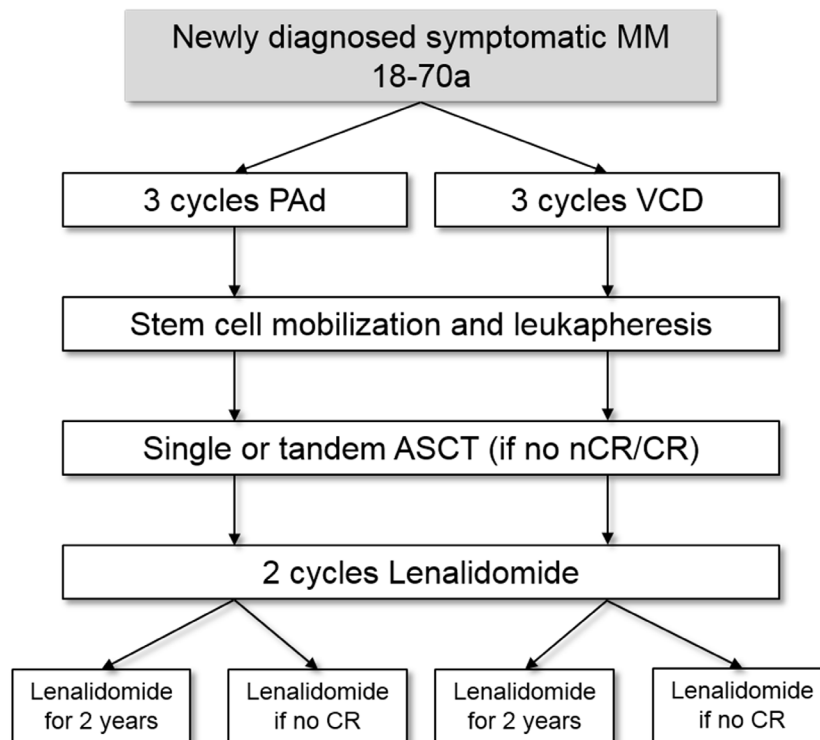 Newly diagnosed symptomatic MM
18-70a
3 cycles PAd
3 cycles VCD
Stem cell mobilization and leukapheresis
Single or tandem ASCT (if no nCR/CR)
2 cycles Lenalidomide
Lenalidomide
for 2 years
Lenalidomide
if no CR
Lenalidomide
for 2 years
Lenalidomide
if no CR